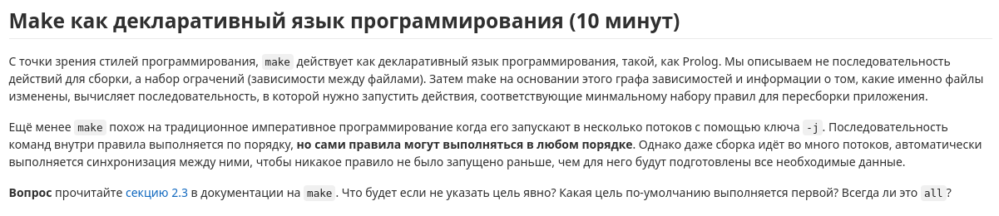 Make как декларативный язык программирования (10 минут)
С точки зрения стилей программирования, make действует как декларативный язык программирования, такой, как Prolog. Мы описываем не последовательность
действий для сборки, а набор ограчений (зависимости между файлами). Затем make на основании этого графа зависимостей и информации о том, какие именно файлы
изменены, вычисляет последовательность, в которой нужно запустить действия, соответствующие минмальному набору правил для пересборки приложения.
Ещё менее make похож на традиционное императивное программирование когда его запускают в несколько потоков с помощью ключа -j. Последовательность
команд внутри правила выполняется по порядку, но сами правила могут выполняться в любом порядке. Однако даже сборка идёт во много потоков, автоматически
выполняется синхронизация между ними, чтобы никакое правило не было запущено раньше, чем для него будут подготовлены все необходимые данные.
Вопрос прочитайте секцию 2.3 в документации на make. Что будет если не указать цель явно? Какая цель по-умолчанию выполняется первой? Всегда ли это all?